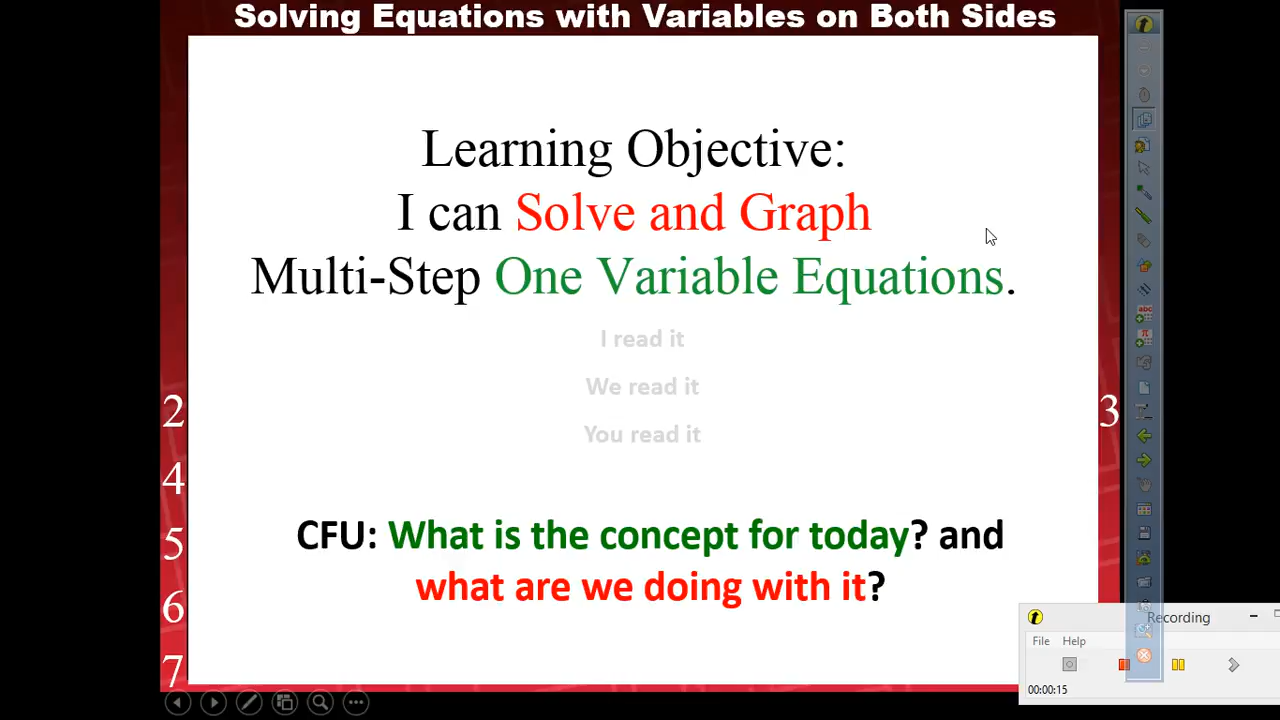 Solving Equations with Variables on Both Sides
Learning Objective:
I can Solve and Graph
Multi-Step One Variable Equations.
I read it
We read it
You read it
2
3
4
5
6
7
CFU: What is the concept for today? and
what are we doing with it?
Recording
File Help
00:00:15